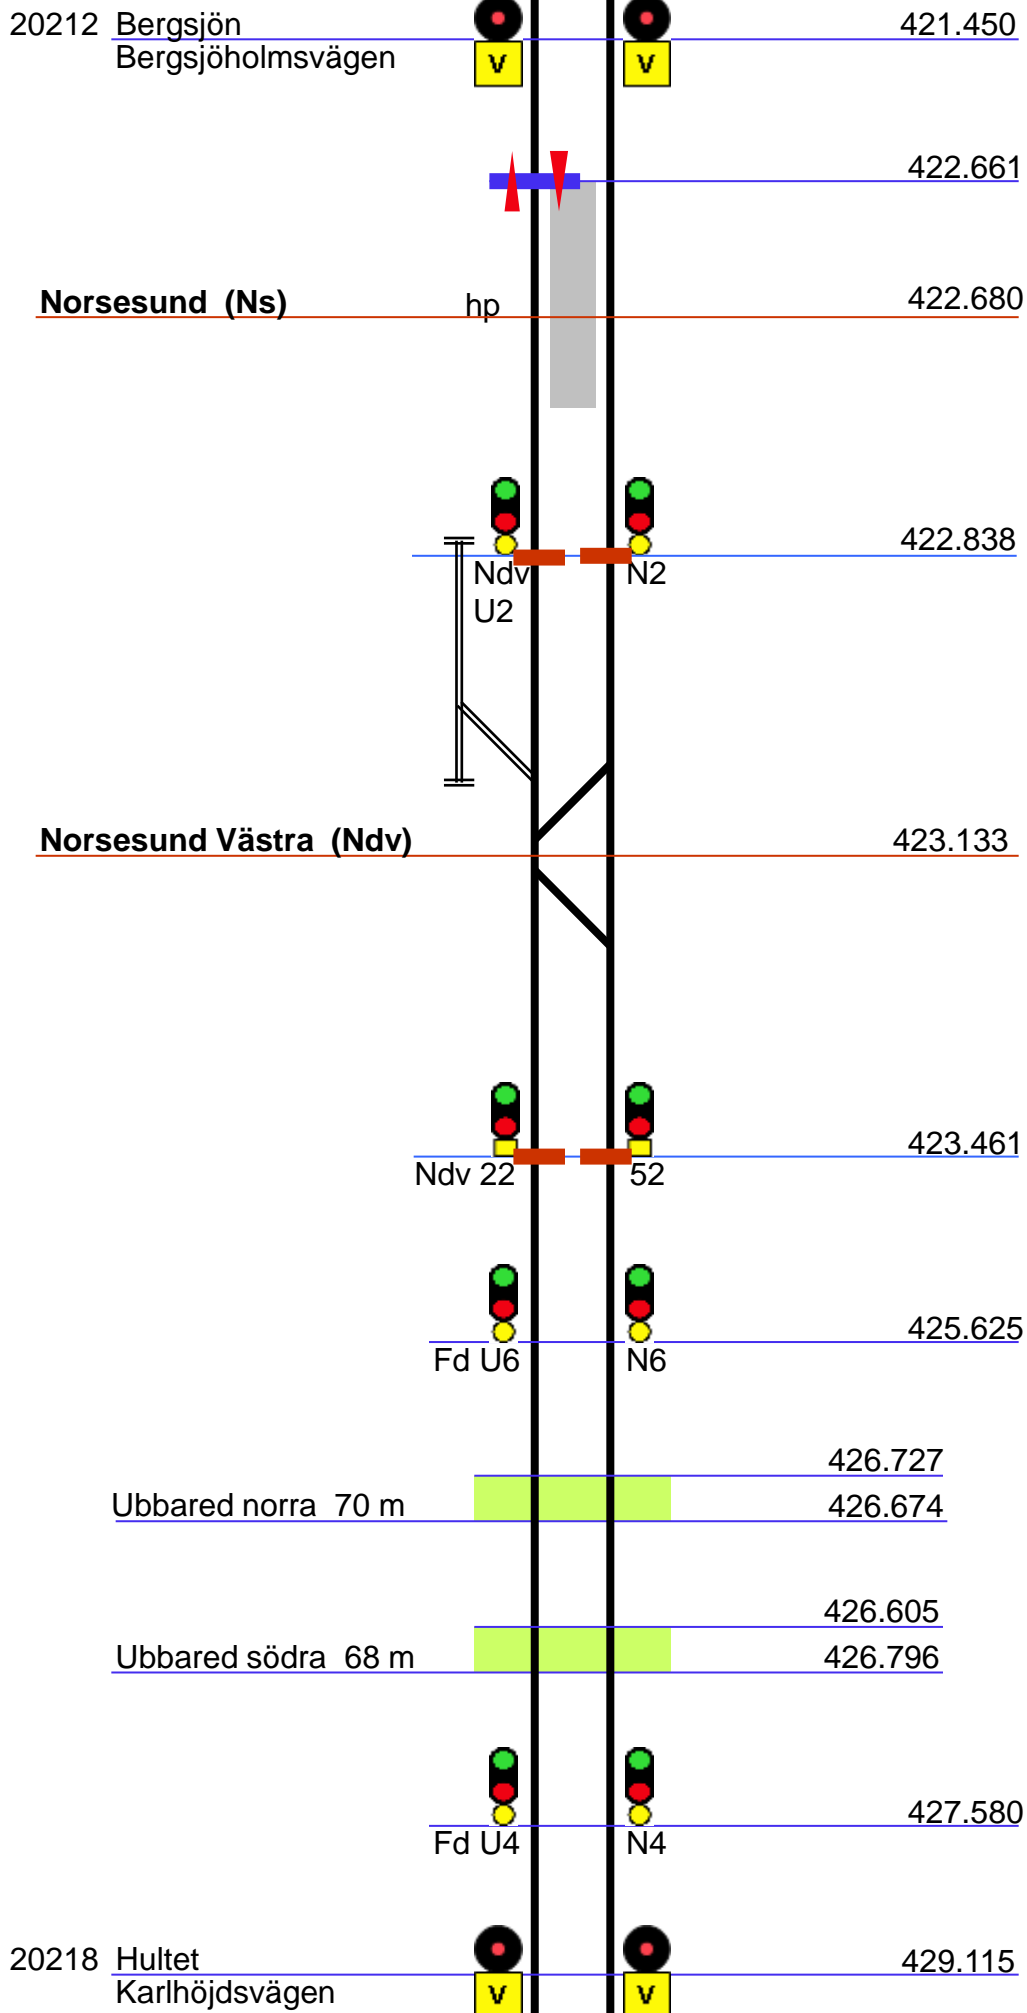 20212 Bergsjön 421.450
Bergsjöholmsvägen
V V
422.661
Norsesund (Ns) hp 422.680
422.838
Ndv N2
U2
Norsesund Västra (Ndv) 423.133
423.461
Ndv 22 52
425.625
Fd U6 N6
426.727
Ubbared norra 70 m 426.674
426.605
Ubbared södra 68 m 426.796
427.580
Fd U4 N4
20218 Hultet 429.115
Karlhöjdsvägen
V V